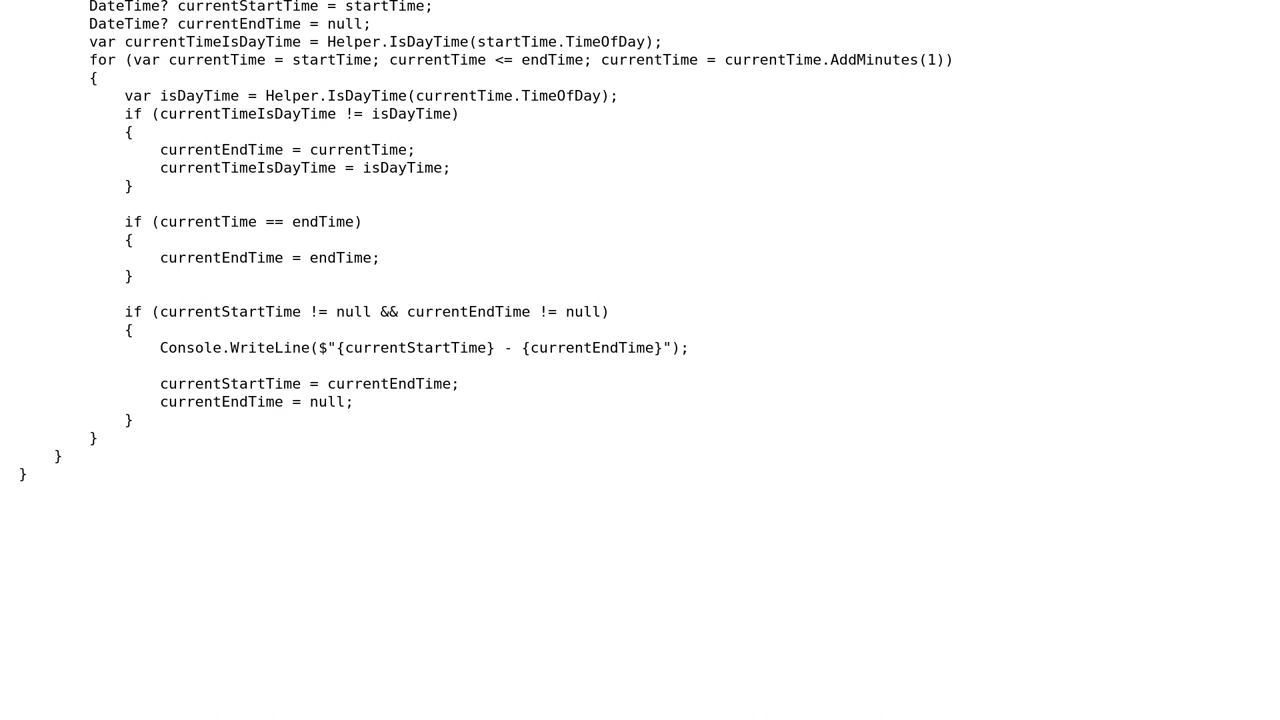 DateTime? currentStartTime = startTime;
        DateTime? currentEndTime = null;
        var currentTimeIsDayTime = Helper.IsDayTime(startTime.TimeOfDay);
        for (var currentTime = startTime; currentTime <= endTime; currentTime = currentTime.AddMinutes(1))
        {
            var isDayTime = Helper.IsDayTime(currentTime.TimeOfDay);
            if (currentTimeIsDayTime != isDayTime)
            {
                currentEndTime = currentTime;
                currentTimeIsDayTime = isDayTime;
            }

            if (currentTime == endTime)
            {
                currentEndTime = endTime;
            }

            if (currentStartTime != null && currentEndTime != null)
            {
                Console.WriteLine($"{currentStartTime} - {currentEndTime}");

                currentStartTime = currentEndTime;
                currentEndTime = null;
            }
        }
    }
}